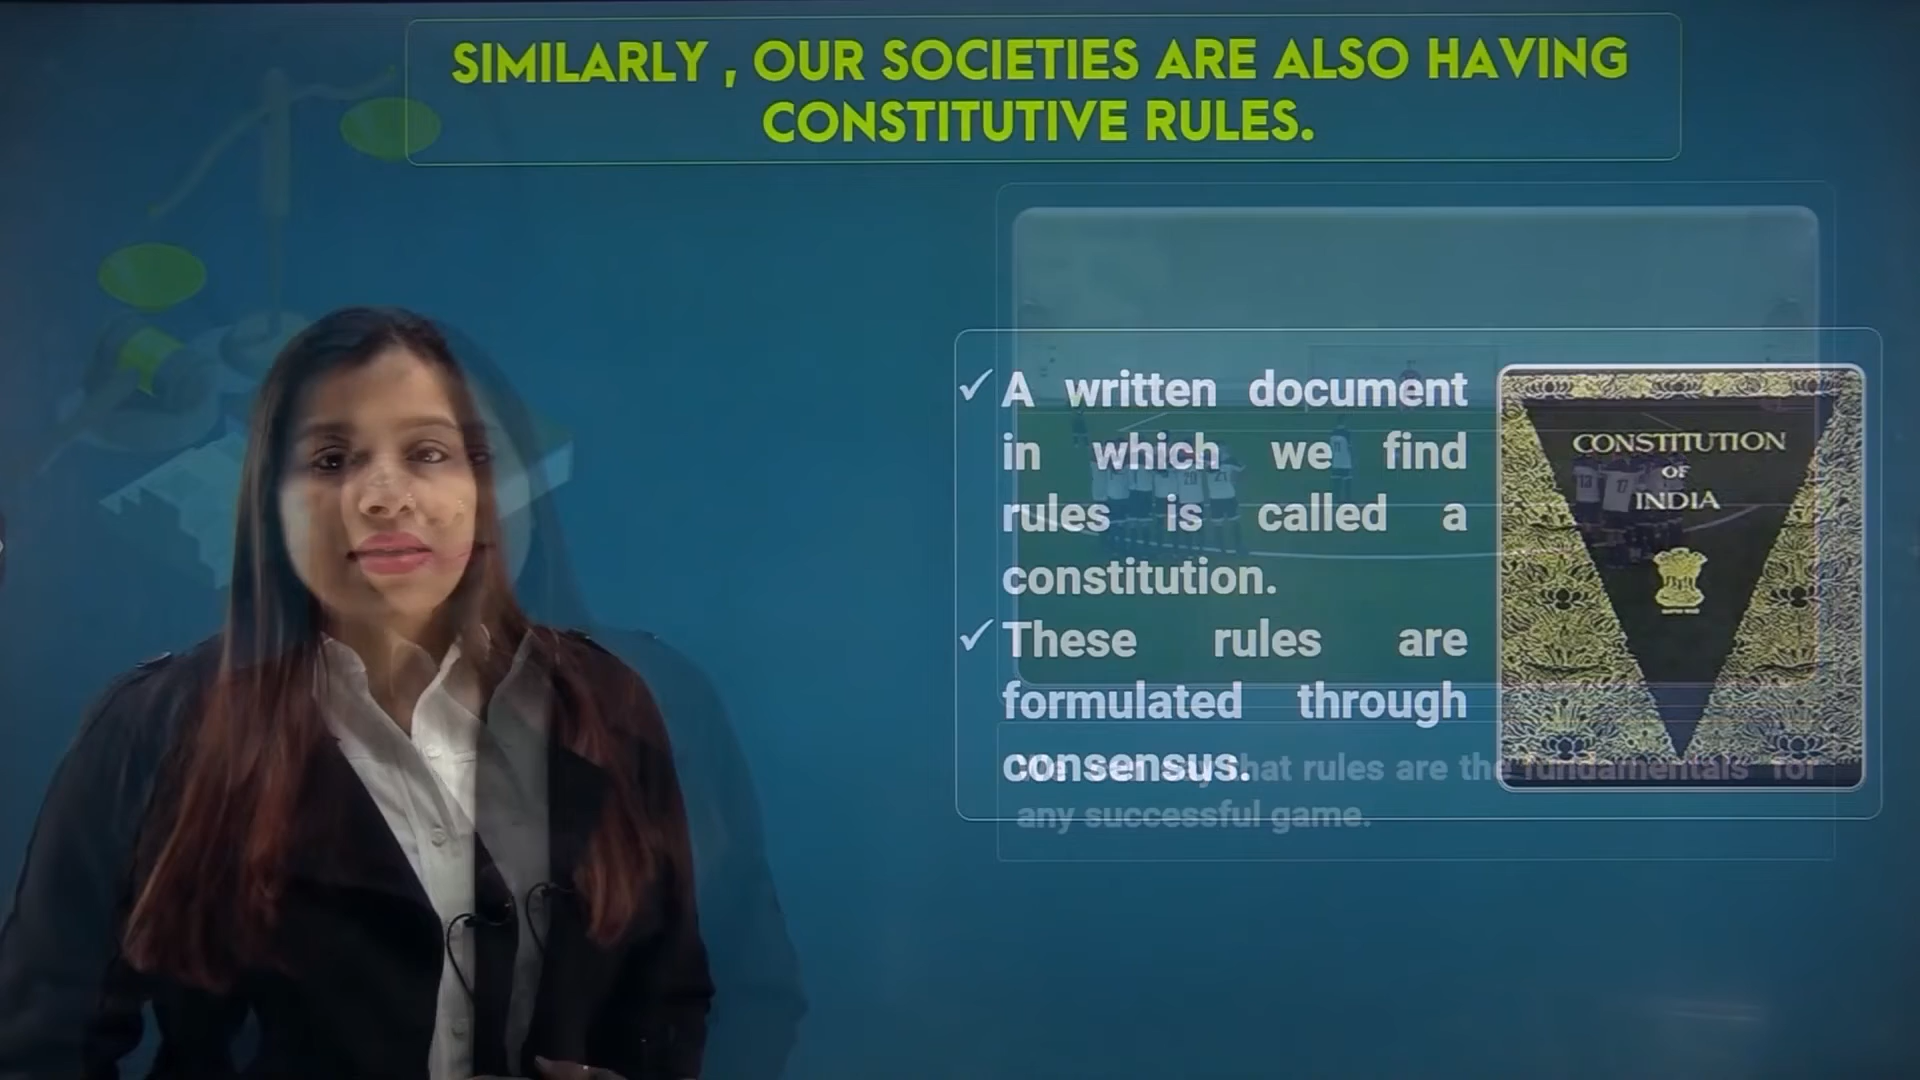 SIMILARLY , OUR SOCIETIES ARE ALSO HAVING
CONSTITUTIVE RULES.
✓ A written document
in which we find
rules is called a
constitution.
✓ These rules are
formulated through
consensus.
CONSTITUTION
OF
INDIA
that rules are the fundamentals for
any successful game.